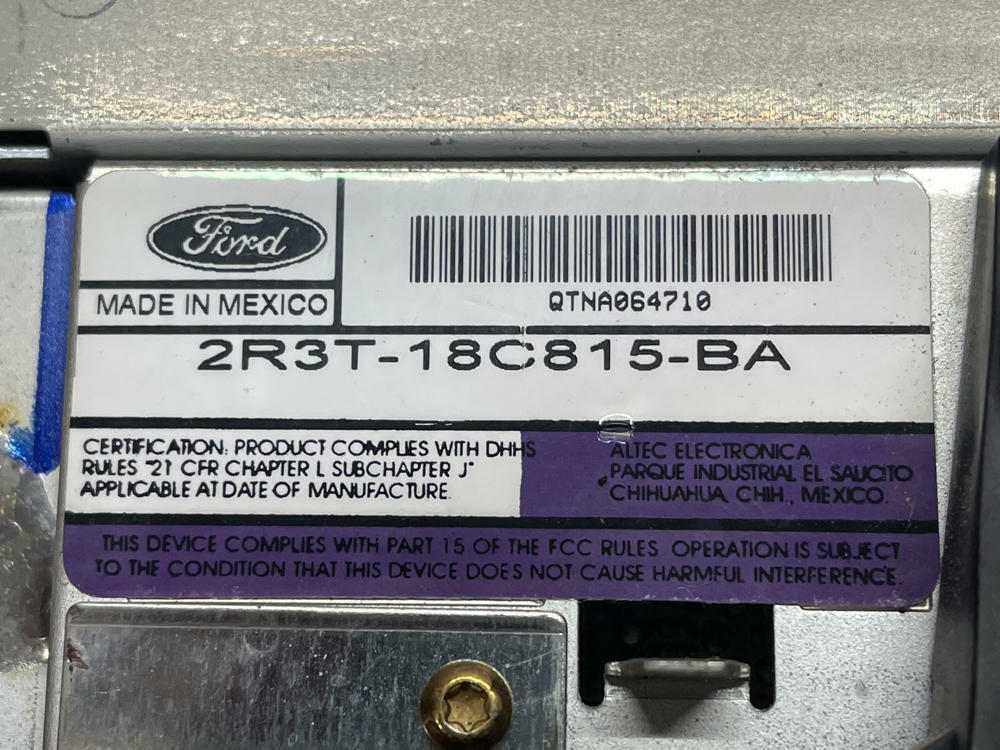 Ford
MADE IN MEXICO
QTNA064710
2R3T-18C815-BA
CERTIFICATION: PRODUCT COMPLIES WITH DHHS
RULES "21 CFR CHAPTER L SUBCHAPTER J"
APPLICABLE AT DATE OF MANUFACTURE.
ALTEC ELECTRONICA
PARQUE INDUSTRIAL EL SAUCITO
CHIHUAHUA, CHIH., MEXICO.
THIS DEVICE COMPLIES WITH PART 15 OF THE FCC RULES. OPERATION IS SUBJECT
TO THE CONDITION THAT THIS DEVICE DOES NOT CAUSE HARMFUL INTERFERENCE.